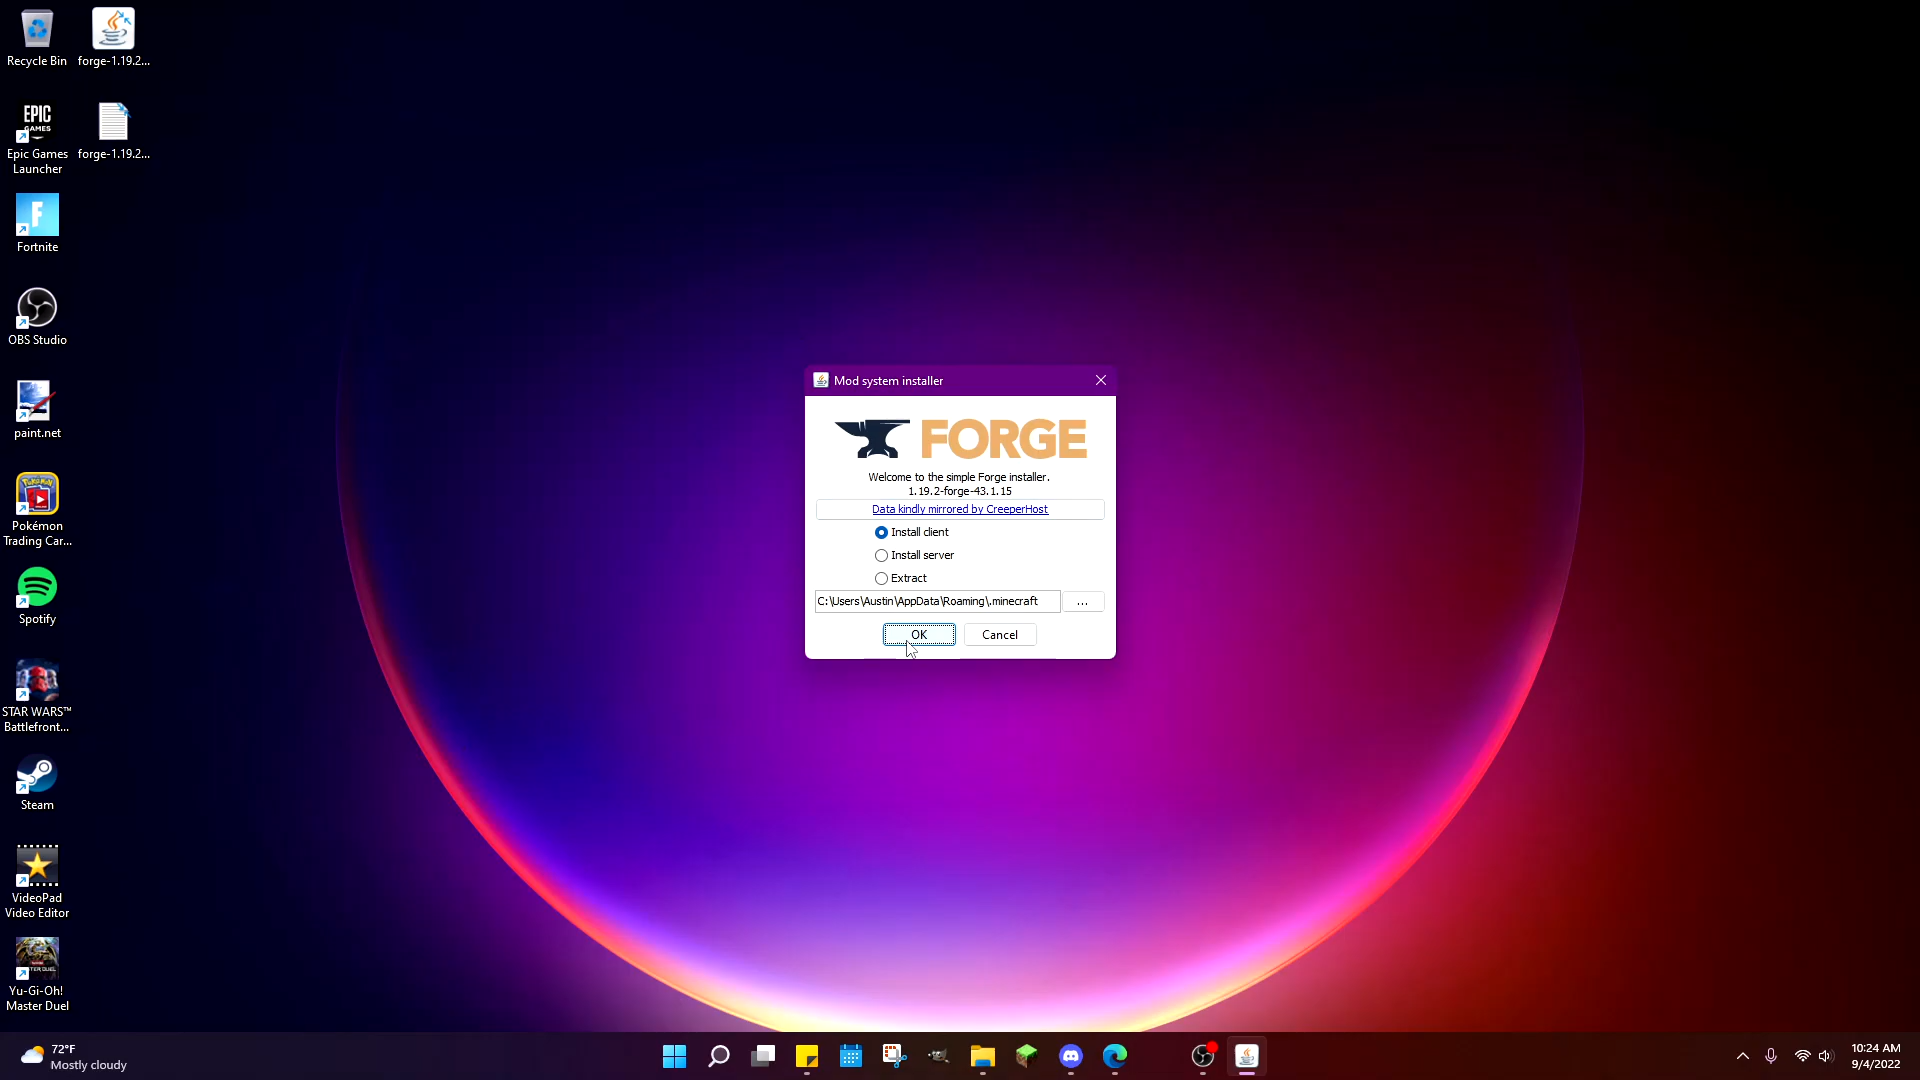 Recycle Bin
forge-1.19.2...
EPIC
GAMES
Epic Games
Launcher
forge-1.19.2...
Fortnite
OBS Studio
paint.net
Pokémon
Trading Car...
Spotify
STAR WARS™
Battlefront...
Steam
VideoPad
Video Editor
Yu-Gi-Oh!
Master Duel
Mod system installer
FORGE
Welcome to the simple Forge installer.
1.19.2-forge-43.1.15
Data kindly mirrored by CreeperHost
Install client
Install server
Extract
C:\Users\Austin\AppData\Roaming\.minecraft
...
OK
Cancel
72°F
Mostly cloudy
10:24 AM
9/4/2022